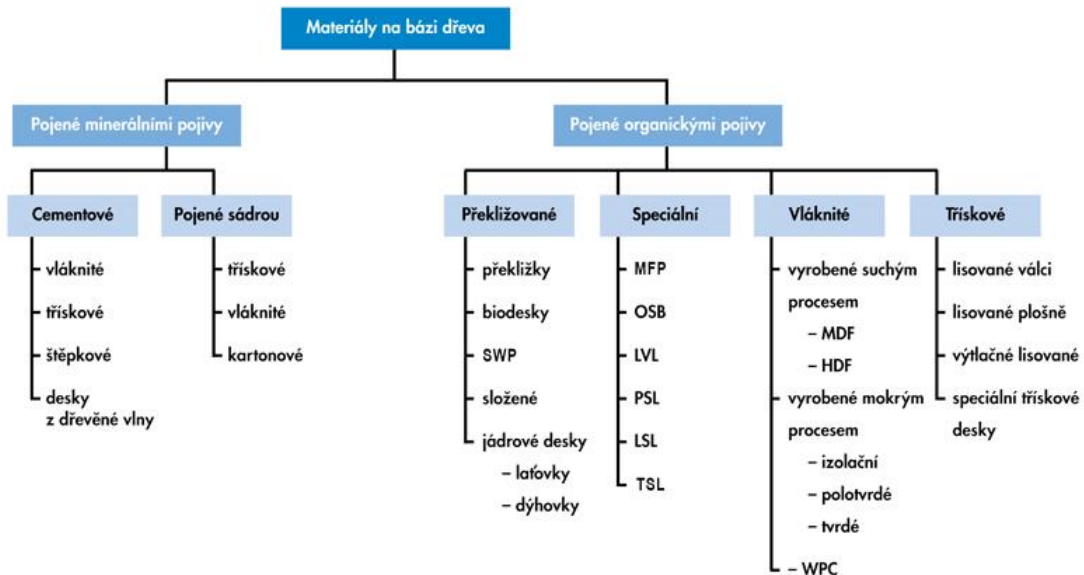 Materiály na bázi dřeva
Pojené minerálními pojivy
Pojené organickými pojivy
Cementové
Pojené sádrou
Překližované
Speciální
Vláknité
Třískové
vláknité
třískové
štěpkové
desky
z dřevěné vlny
třískové
vláknité
kartonové
překližky
biodesky
SWP
složené
jádrové desky
– laťovky
– dýhovky
MFP
OSB
LVL
PSL
LSL
TSL
vyrobené suchým
procesem
– MDF
– HDF
vyrobené mokrým
procesem
– izolační
– polotvrdé
– tvrdé
– WPC
lisované válci
lisované plošně
výtlačné lisované
speciální třískové
desky